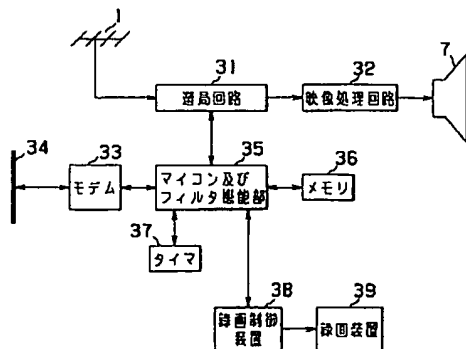 1
31
選局回路
32
映像処理回路
7
34
33
モデム
35
マイコン及び
フィルタ機能部
36
メモリ
37
タイマ
38
録画制御
装置
39
録画装置